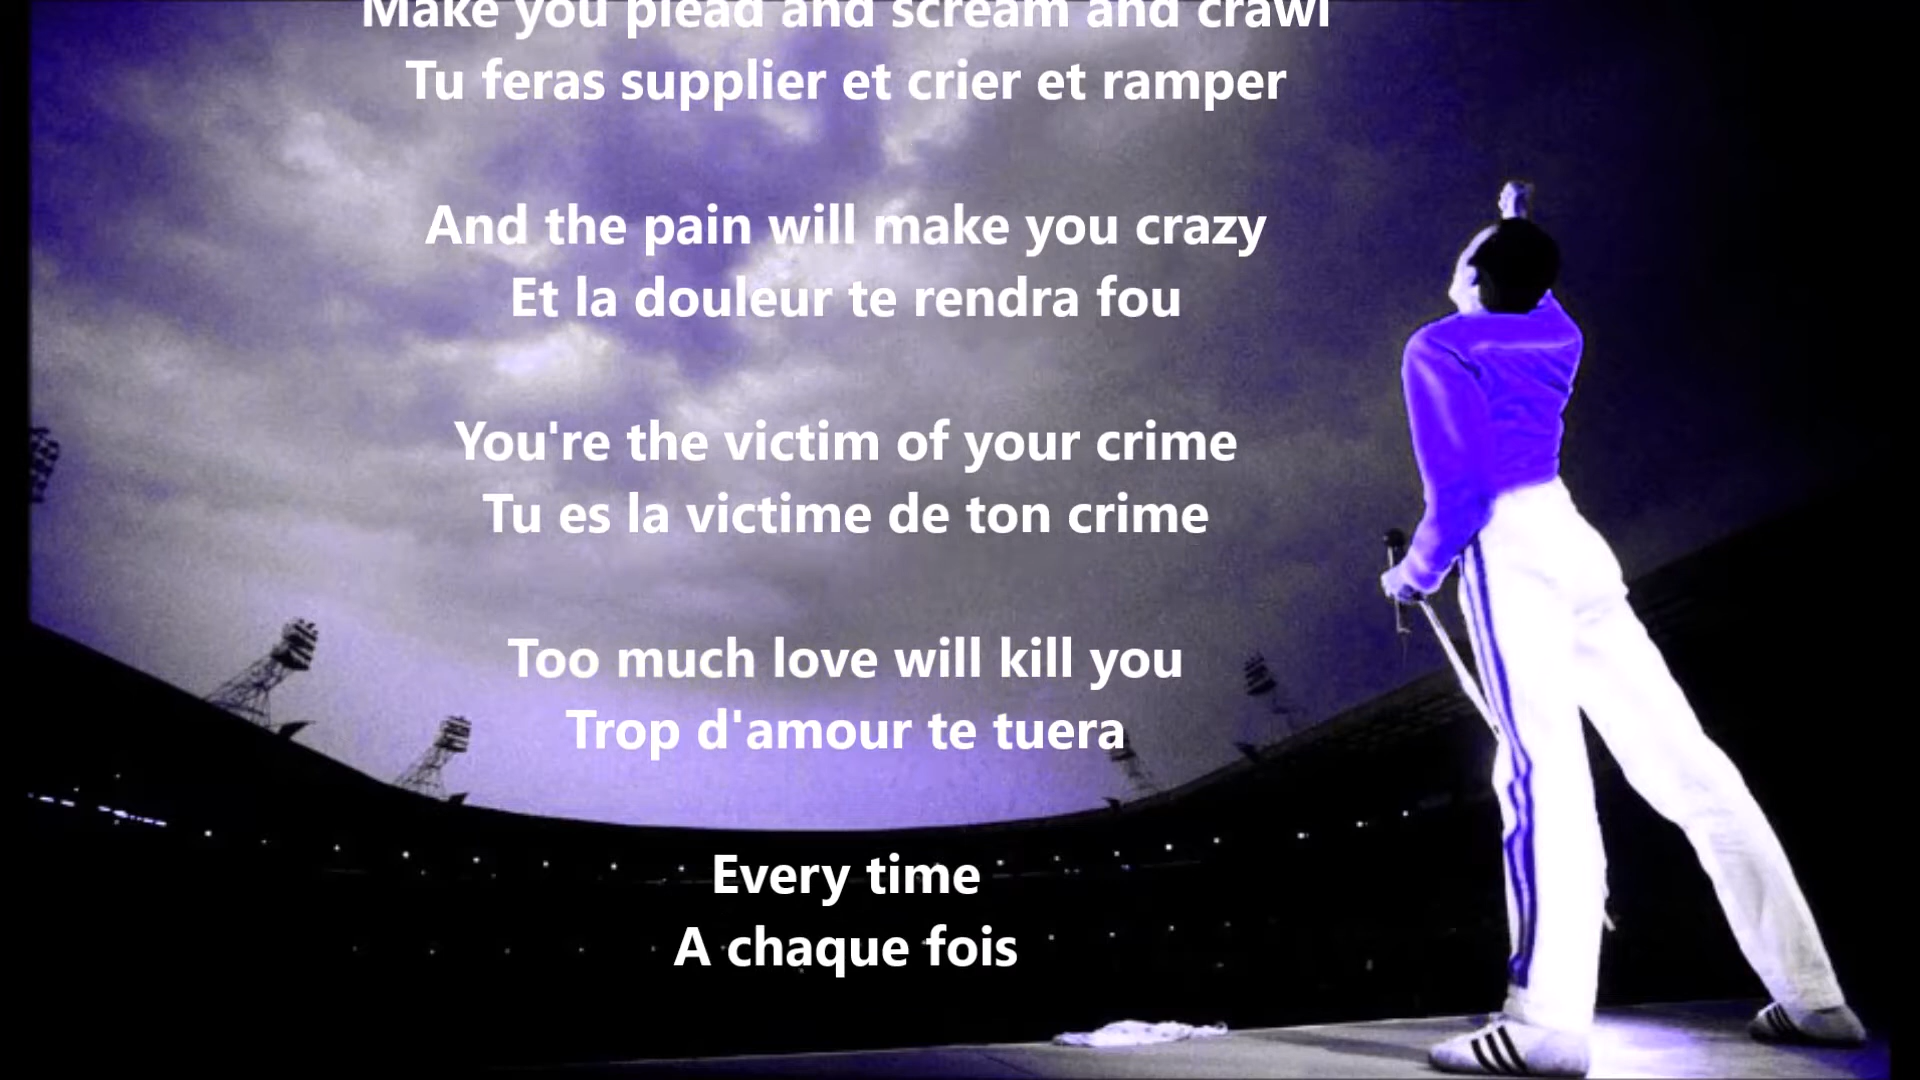 Make you plead and scream and crawl
Tu feras supplier et crier et ramper
And the pain will make you crazy
Et la douleur te rendra fou
You're the victim of your crime
Tu es la victime de ton crime
Too much love will kill you
Trop d'amour te tuera
Every time
A chaque fois